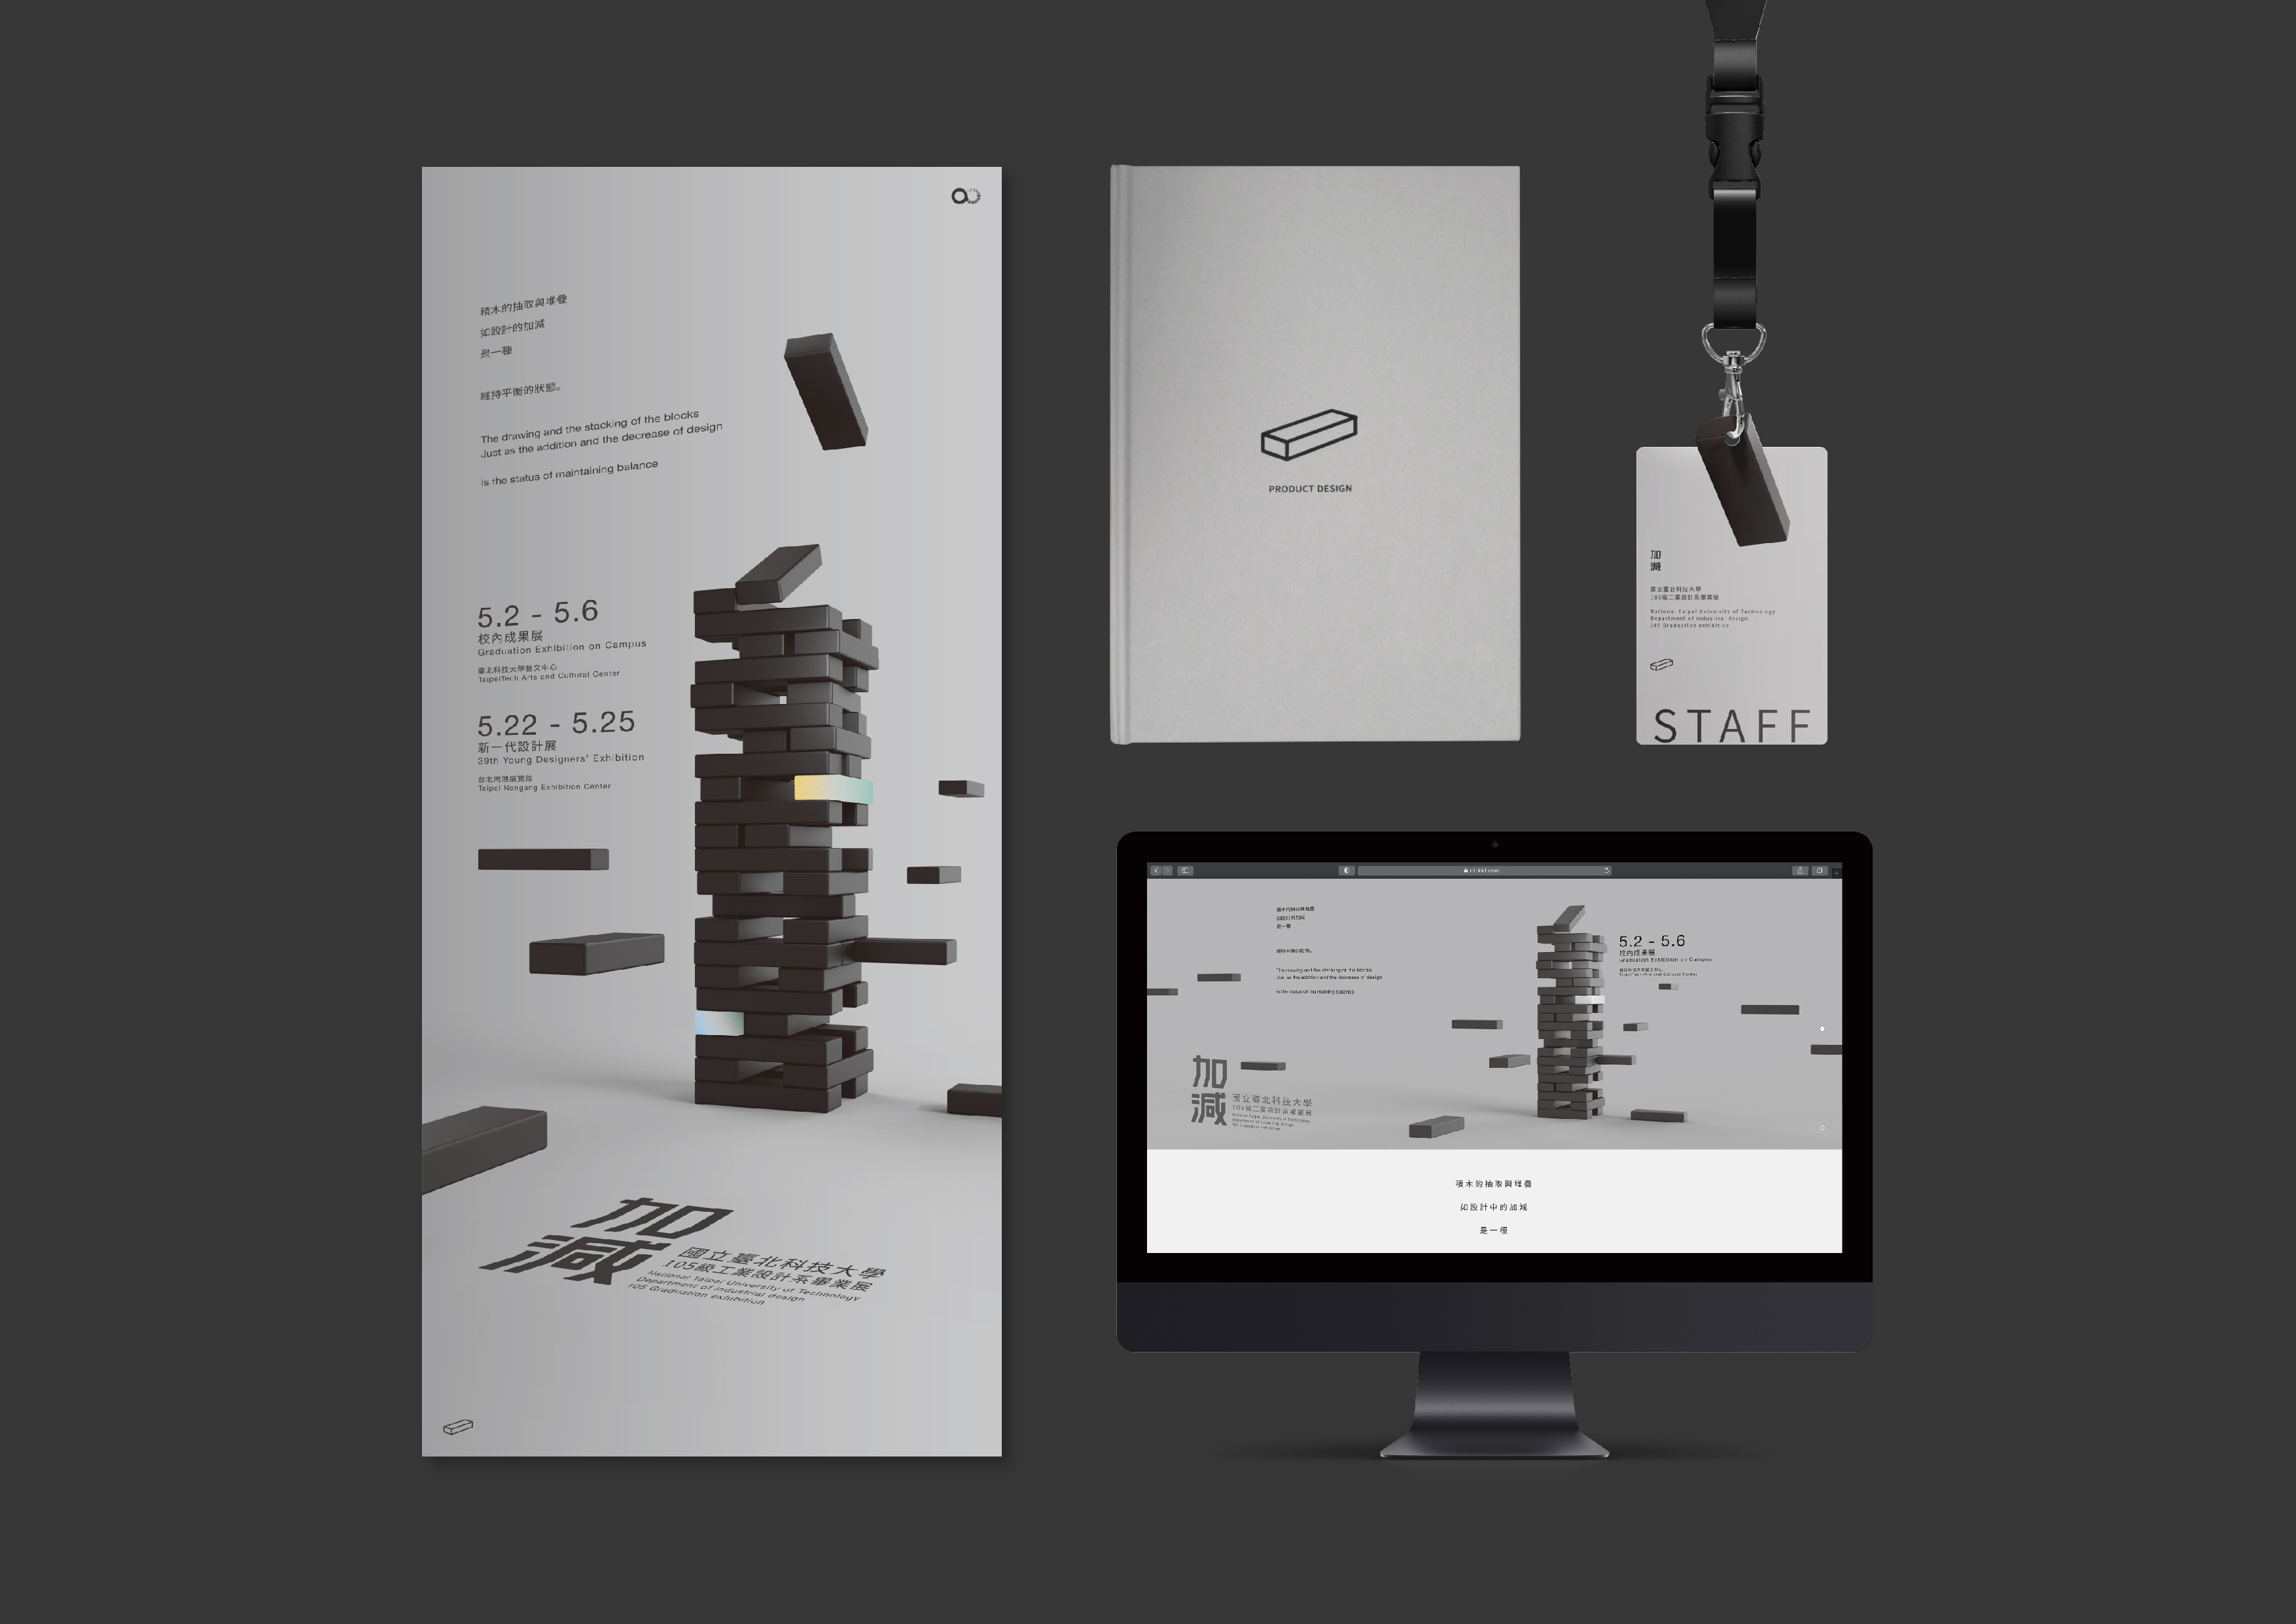 積木的抽取與堆疊
如設計的加減
是一種
維持平衡的狀態。
The drawing and the stacking of the blocks
Just as the addition and the decrease of design
Is the status of maintaining balance
5.2 - 5.6
校內成果展
Graduation Exhibition on Campus
臺北科技大學藝文中心
TaipeiTech Arts and Cultural Center
5.22 - 5.25
新一代設計展
39th Young Designers' Exhibition
台北南港展覽館
Taipei Nangang Exhibition Center
加
減
國立臺北科技大學
105級工業設計系畢業展
National Taipei University of Technology
Department of industrial design
105 Graduation exhibition
PRODUCT DESIGN
加
減
國立臺北科技大學
105級工業設計系畢業展
National Taipei University of Technology
Department of industrial design
105 Graduation exhibition
STAFF
積木的抽取與堆疊
如設計的加減
是一種
維持平衡的狀態。
The drawing and the stacking of the blocks
Just as the addition and the decrease of design
Is the status of maintaining balance
5.2 - 5.6
校內成果展
Graduation Exhibition on Campus
臺北科技大學藝文中心
TaipeiTech Arts and Cultural Center
加
減
國立臺北科技大學
105級工業設計系畢業展
National Taipei University of Technology
Department of industrial design
105 Graduation exhibition
積木的抽取與堆疊
如設計中的加減
是一種